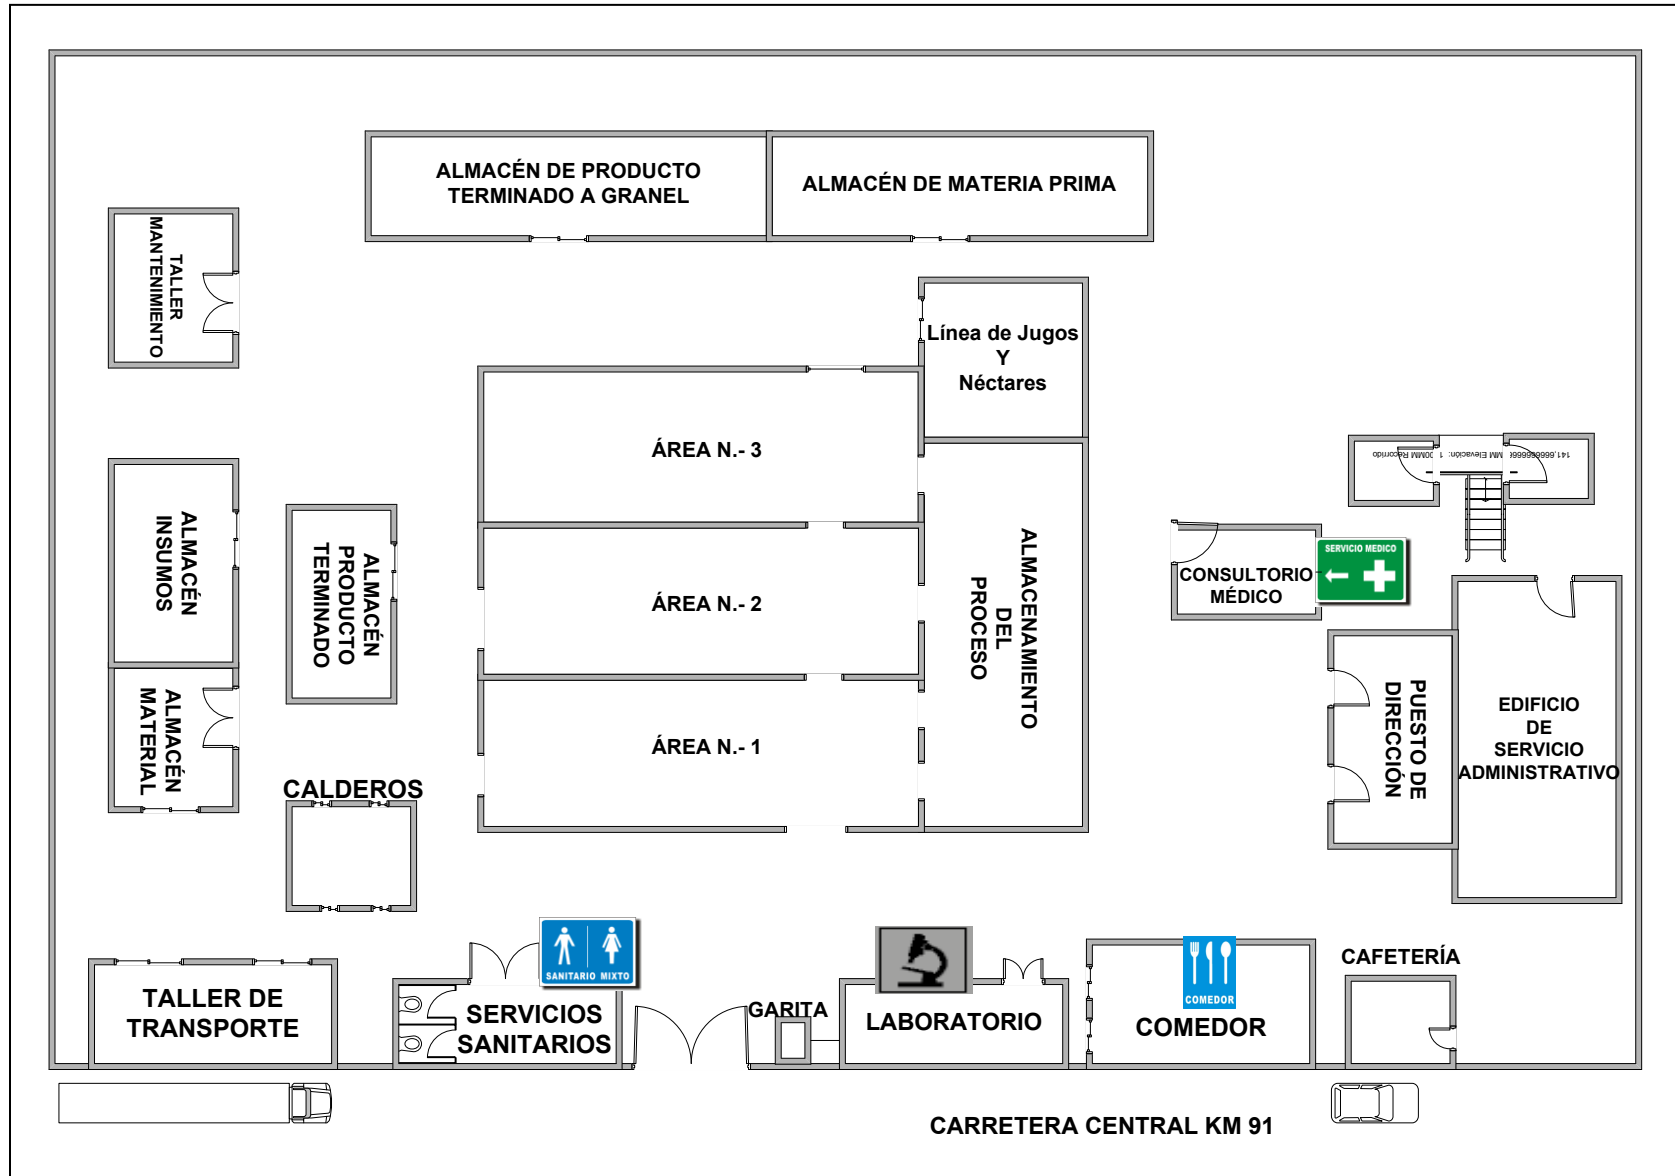 ALMACÉN DE PRODUCTO
TERMINADO A GRANEL
ALMACÉN DE MATERIA PRIMA
TALLER
MANTENIMIENTO
Línea de Jugos
Y
Néctares
ÁREA N.- 3
ALMACÉN
INSUMOS
ALMACÉN
PRODUCTO
TERMINADO
ÁREA N.- 2
ALMACENAMIENTO
DEL
PROCESO
CONSULTORIO
MÉDICO
SERVICIO MEDICO
Elevación:
Recorrido
ALMACÉN
MATERIAL
ÁREA N.- 1
PUESTO DE
DIRECCIÓN
EDIFICIO
DE
SERVICIO
ADMINISTRATIVO
CALDEROS
TALLER DE
TRANSPORTE
SANITARIO MIXTO
SERVICIOS
SANITARIOS
GARITA
LABORATORIO
COMEDOR
COMEDOR
CAFETERÍA
CARRETERA CENTRAL KM 91